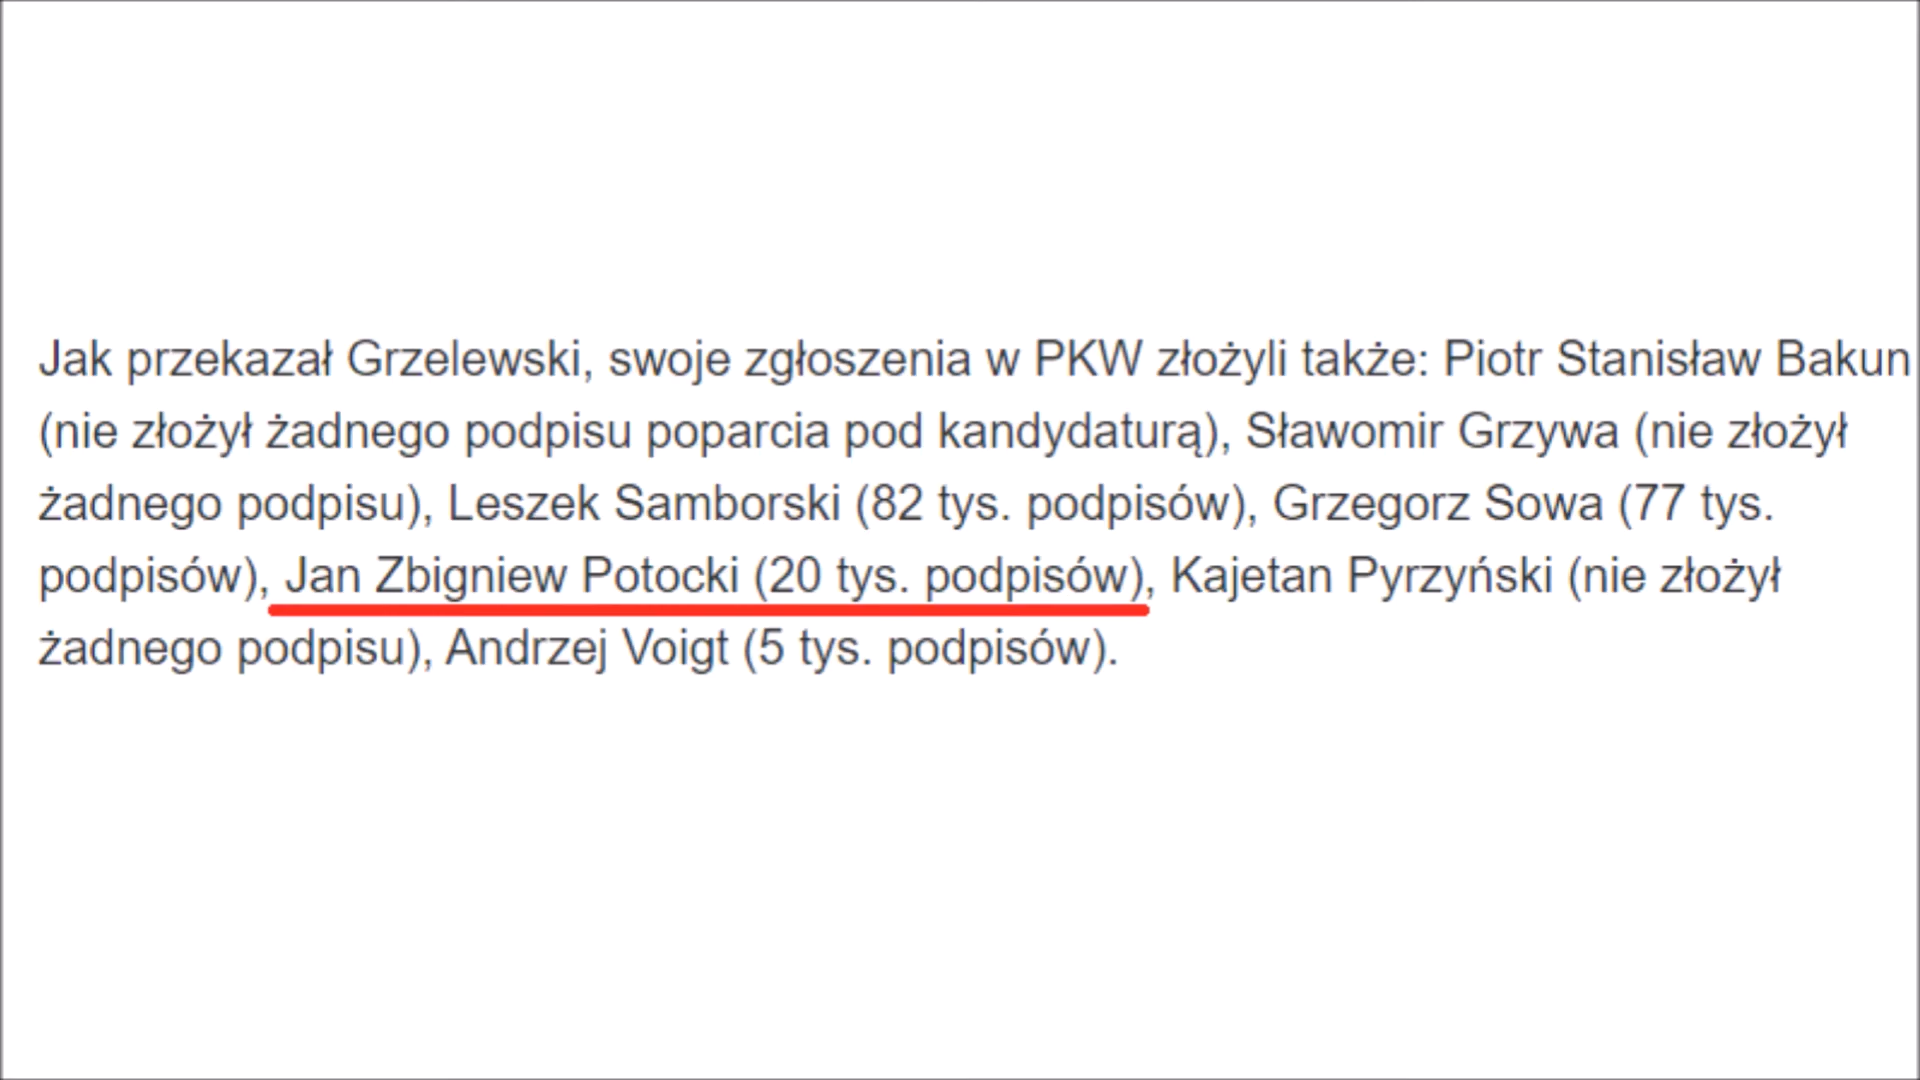 Jak przekazał Grzelewski, swoje zgłoszenia w PKW złożyli także: Piotr Stanisław Bakun
(nie złożył żadnego podpisu poparcia pod kandydaturą), Sławomir Grzywa (nie złożył
żadnego podpisu), Leszek Samborski (82 tys. podpisów), Grzegorz Sowa (77 tys.
podpisów), Jan Zbigniew Potocki (20 tys. podpisów), Kajetan Pyrzyński (nie złożył
żadnego podpisu), Andrzej Voigt (5 tys. podpisów).